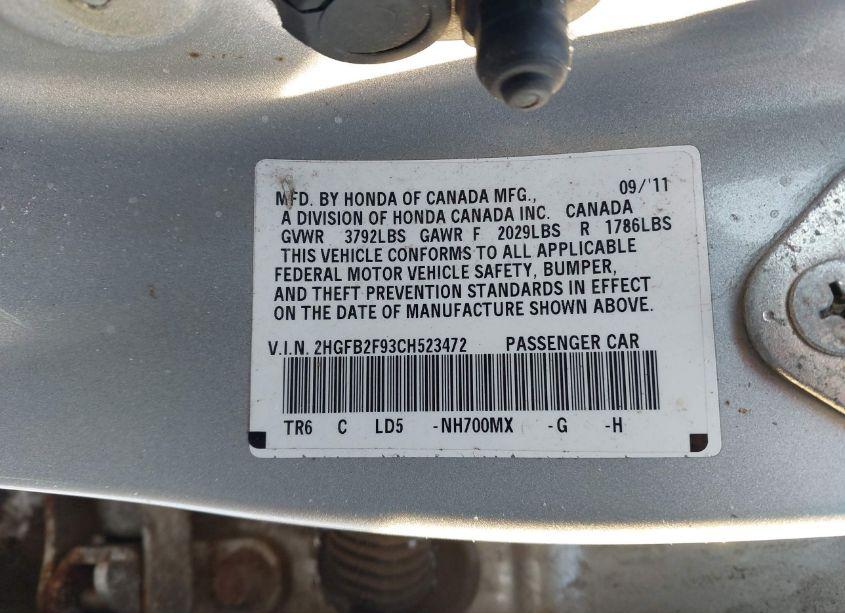 MFD. BY HONDA OF CANADA MFG., 09/'11
A DIVISION OF HONDA CANADA INC. CANADA
GVWR 3792LBS GAWR F 2029LBS R 1786LBS
THIS VEHICLE CONFORMS TO ALL APPLICABLE
FEDERAL MOTOR VEHICLE SAFETY, BUMPER,
AND THEFT PREVENTION STANDARDS IN EFFECT
ON THE DATE OF MANUFACTURE SHOWN ABOVE.
V.I.N. 2HGFB2F93CH523472 PASSENGER CAR
TR6 C LD5 -NH700MX -G -H